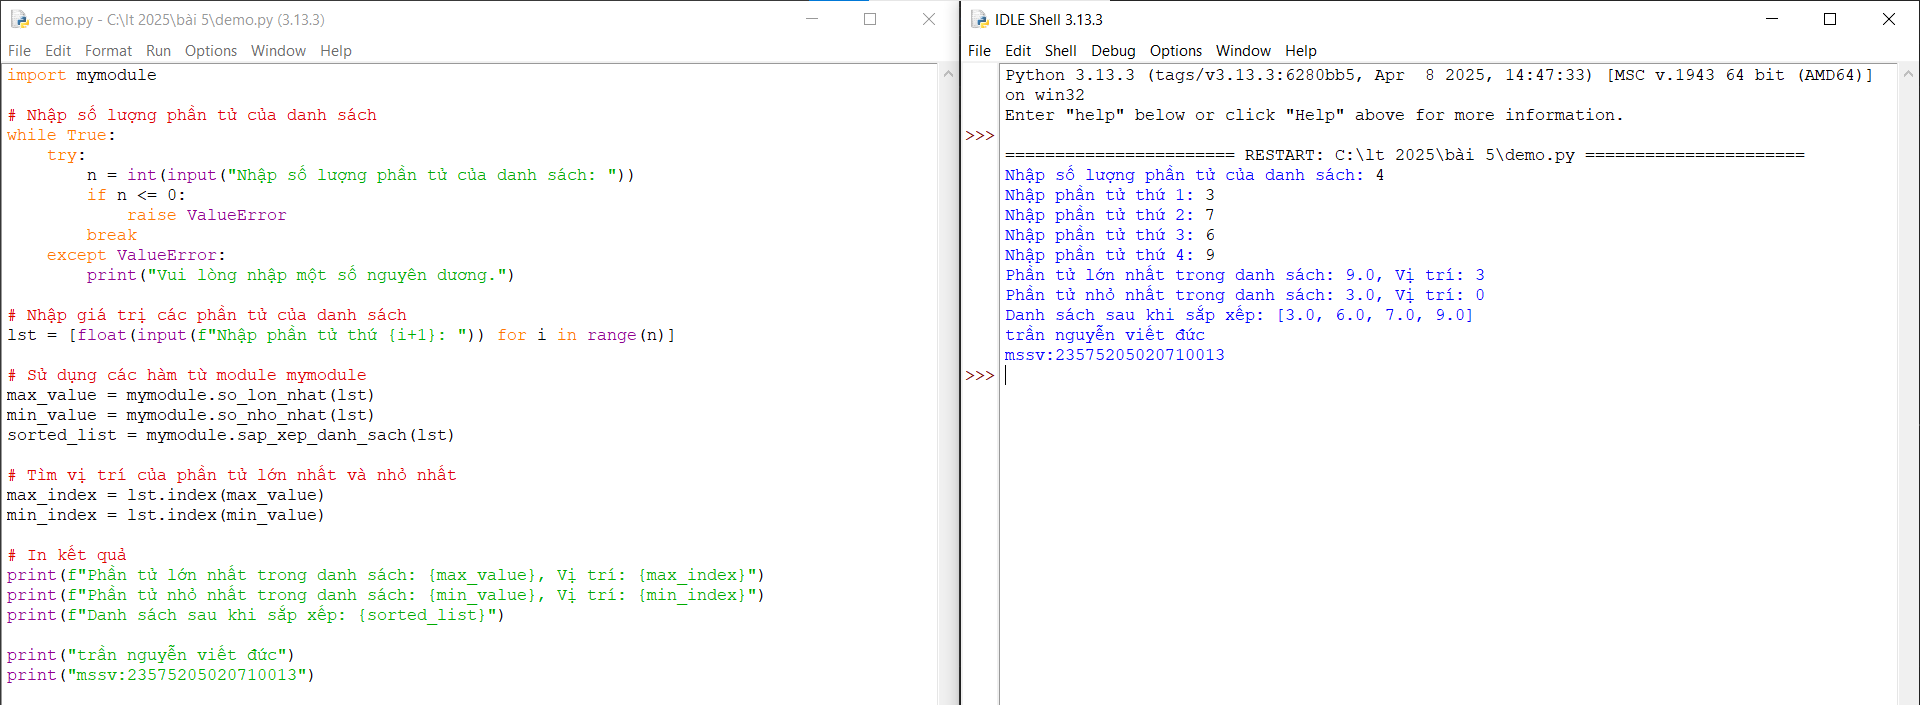 demo.py - C:\lt 2025\bài 5\demo.py (3.13.3)
File Edit Format Run Options Window Help
import mymodule
# Nhập số lượng phần tử của danh sách
while True:
    try:
        n = int(input("Nhập số lượng phần tử của danh sách: "))
        if n <= 0:
            raise ValueError
        break
    except ValueError:
        print("Vui lòng nhập một số nguyên dương.")
# Nhập giá trị các phần tử của danh sách
lst = [float(input(f"Nhập phần tử thứ {i+1}: ")) for i in range(n)]
# Sử dụng các hàm từ module mymodule
max_value = mymodule.so_lon_nhat(lst)
min_value = mymodule.so_nho_nhat(lst)
sorted_list = mymodule.sap_xep_danh_sach(lst)
# Tìm vị trí của phần tử lớn nhất và nhỏ nhất
max_index = lst.index(max_value)
min_index = lst.index(min_value)
# In kết quả
print(f"Phần tử lớn nhất trong danh sách: {max_value}, Vị trí: {max_index}")
print(f"Phần tử nhỏ nhất trong danh sách: {min_value}, Vị trí: {min_index}")
print(f"Danh sách sau khi sắp xếp: {sorted_list}")
print("trần nguyễn viết đức")
print("mssv:23575205020710013")
IDLE Shell 3.13.3
File Edit Shell Debug Options Window Help
Python 3.13.3 (tags/v3.13.3:6280bb5, Apr  8 2025, 14:47:33) [MSC v.1943 64 bit (AMD64)]
on win32
Enter "help" below or click "Help" above for more information.
>>>
======================= RESTART: C:\lt 2025\bài 5\demo.py ======================
Nhập số lượng phần tử của danh sách: 4
Nhập phần tử thứ 1: 3
Nhập phần tử thứ 2: 7
Nhập phần tử thứ 3: 6
Nhập phần tử thứ 4: 9
Phần tử lớn nhất trong danh sách: 9.0, Vị trí: 3
Phần tử nhỏ nhất trong danh sách: 3.0, Vị trí: 0
Danh sách sau khi sắp xếp: [3.0, 6.0, 7.0, 9.0]
trần nguyễn viết đức
mssv:23575205020710013
>>>